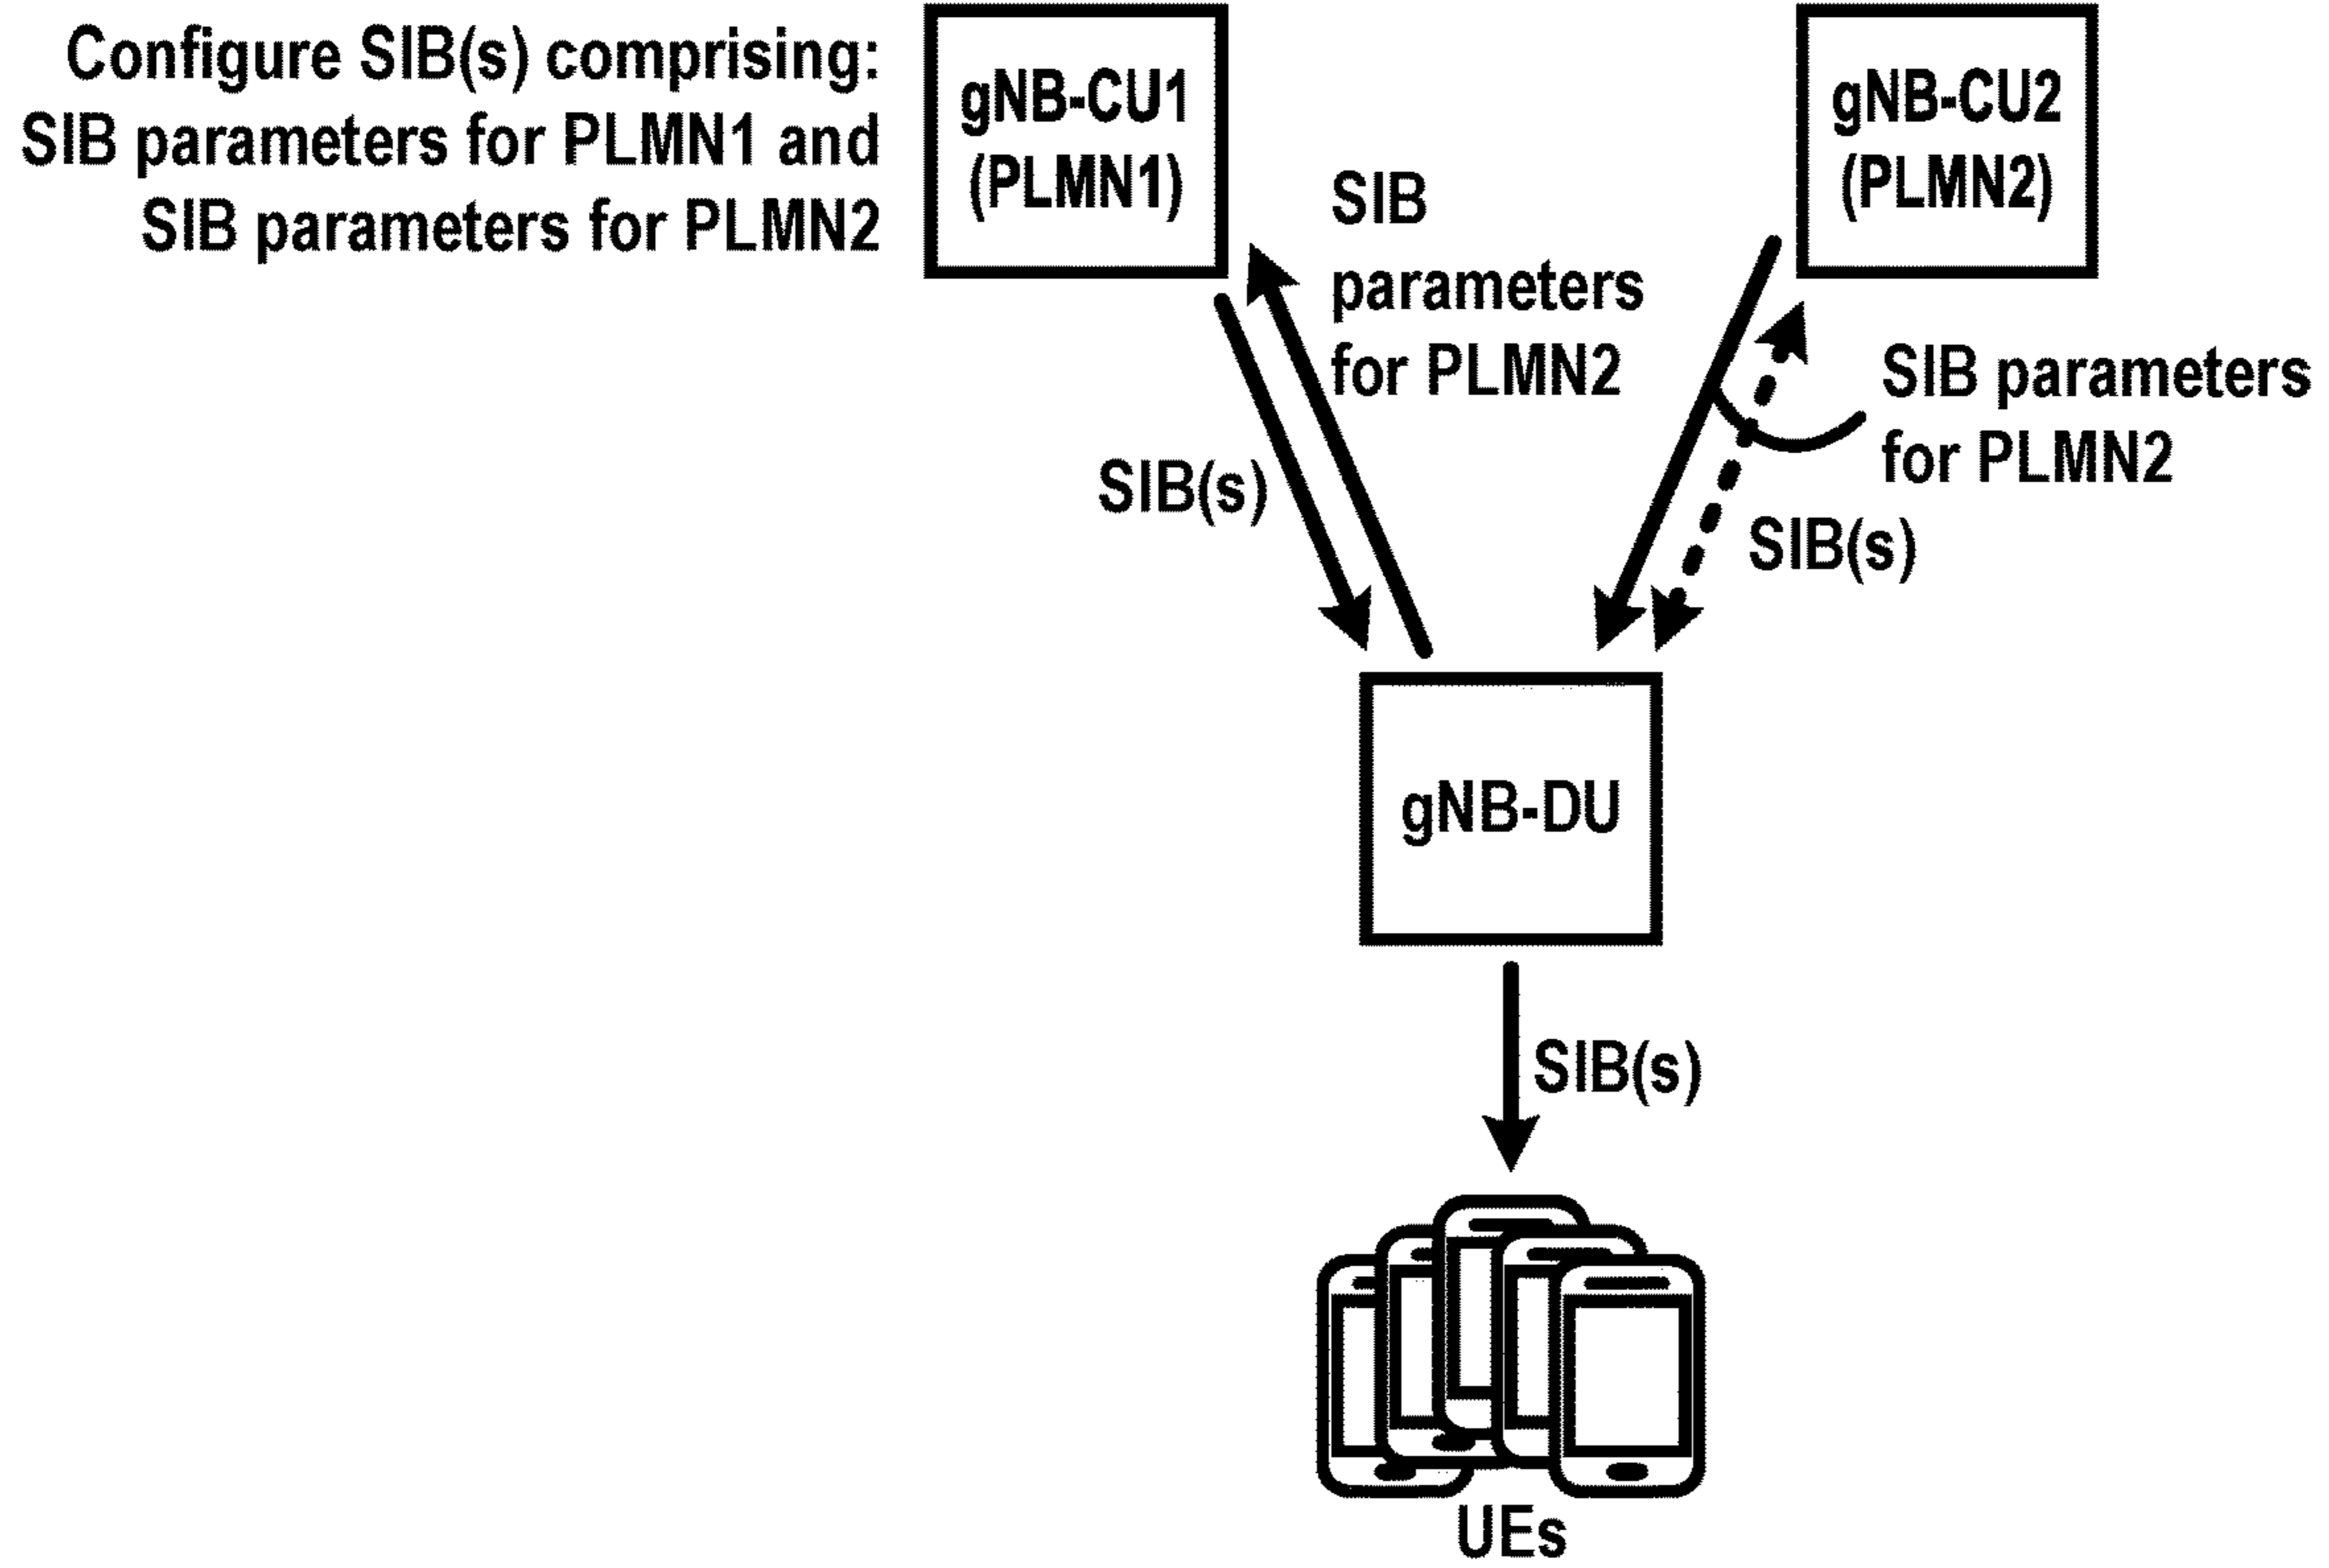 Configure SIB(s) comprising:
SIB parameters for PLMN1 and
SIB parameters for PLMN2
gNB-CU1
(PLMN1)
gNB-CU2
(PLMN2)
SIB
parameters
for PLMN2
SIB parameters
for PLMN2
SIB(s)
SIB(s)
gNB-DU
SIB(s)
UEs